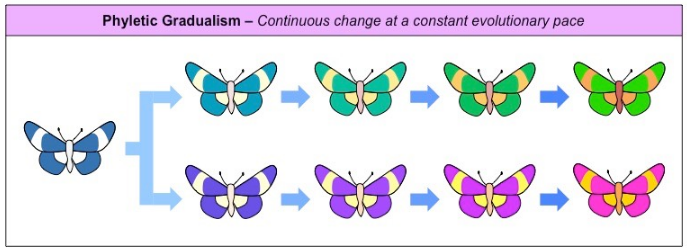 Phyletic Gradualism – Continuous change at a constant evolutionary pace